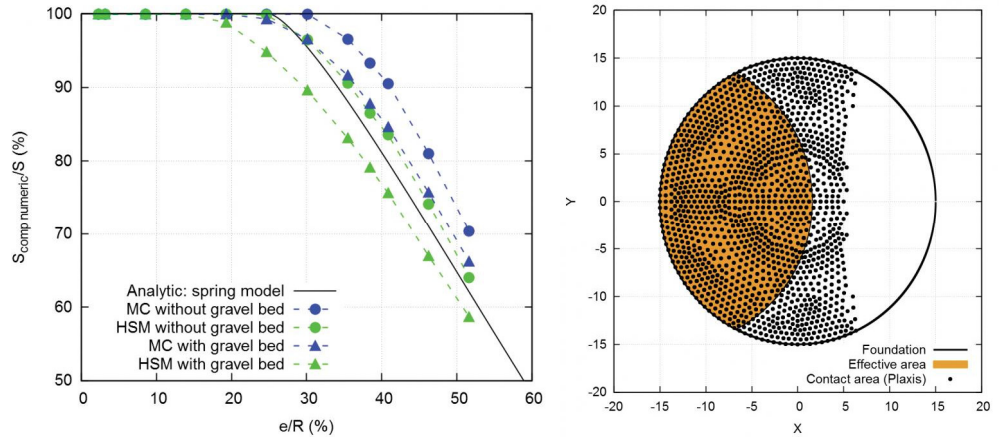 100
90
80
70
60
50
0
10
20
30
40
50
60
S_comp numeric/S (%)
e/R (%)
Analytic: spring model
MC without gravel bed
HSM without gravel bed
MC with gravel bed
HSM with gravel bed
20
15
10
5
0
-5
-10
-15
-20
-20
-15
-10
-5
0
5
10
15
20
Y
X
Foundation
Effective area
Contact area (Plaxis)